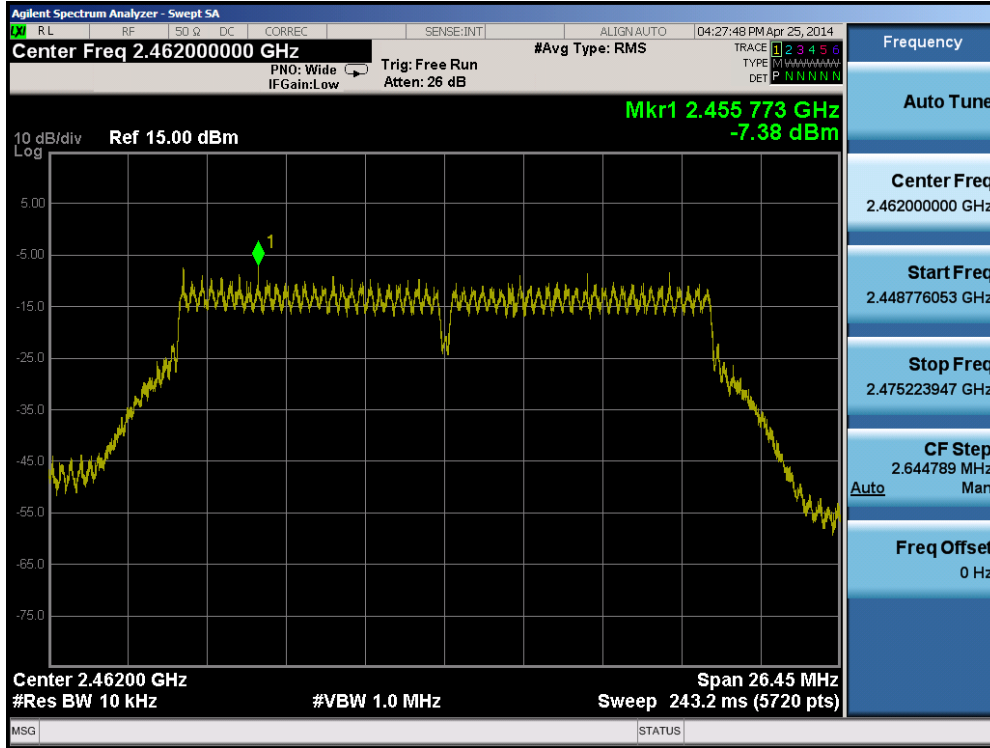 Agilent Spectrum Analyzer - Swept SA
LXI RL RF 50 Ω DC CORREC SENSE:INT ALIGNAUTO 04:27:48 PM Apr 25, 2014
Center Freq 2.462000000 GHz #Avg Type: RMS TRACE 1 2 3 4 5 6
PNO: Wide Trig: Free Run TYPE M WWWWW
IFGain:Low Atten: 26 dB DET P N N N N N
Frequency
Mkr1 2.455 773 GHz
-7.38 dBm
10 dB/div Ref 15.00 dBm
Log
1
5.00
-5.00
-15.0
-25.0
-35.0
-45.0
-55.0
-65.0
-75.0
Center 2.46200 GHz Span 26.45 MHz
#Res BW 10 kHz #VBW 1.0 MHz Sweep 243.2 ms (5720 pts)
Auto Tune
Center Freq
2.462000000 GHz
Start Freq
2.448776053 GHz
Stop Freq
2.475223947 GHz
CF Step
2.644789 MHz
Auto Man
Freq Offset
0 Hz
MSG STATUS